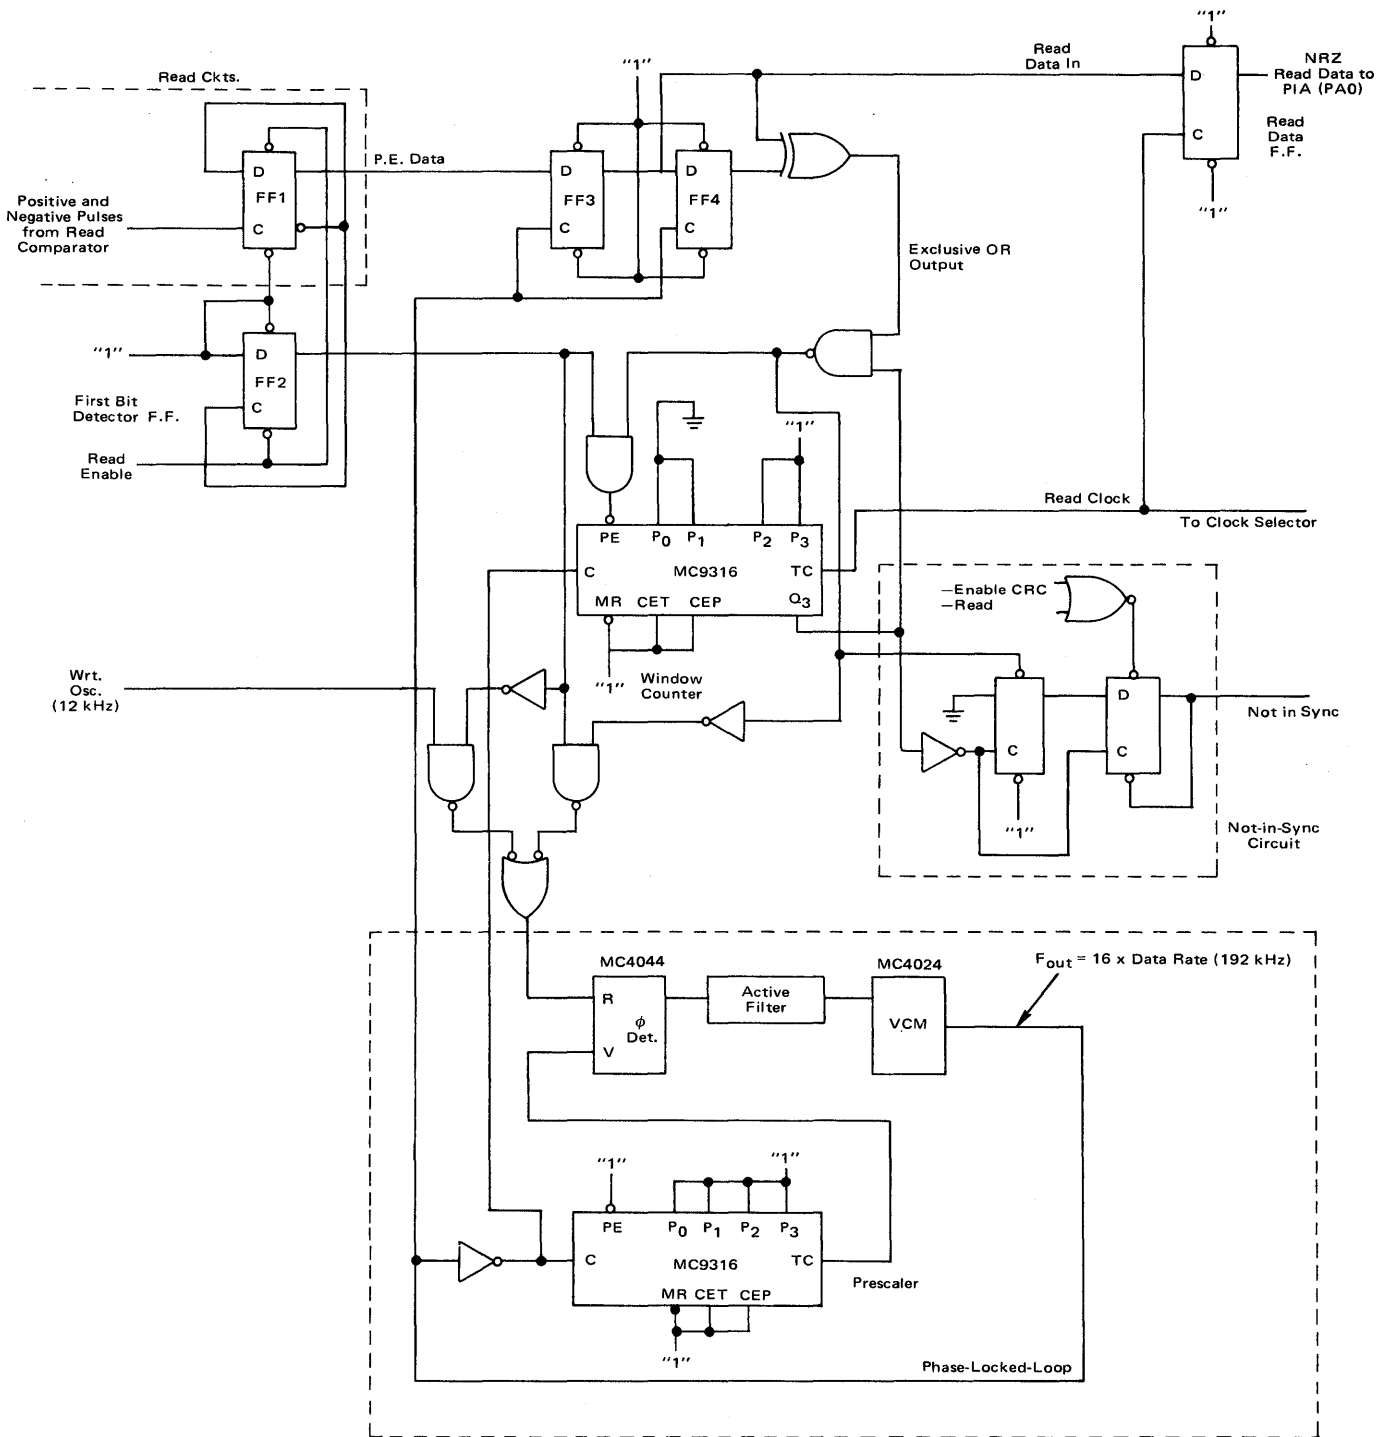 "1"
Read
Data In
NRZ
Read Data to
PIA (PA0)
D
C
Read
Data
F.F.
"1"
Read Ckts.
"1"
P.E. Data
Positive and
Negative Pulses
from Read
Comparator
D
FF1
C
D
FF3
C
D
FF4
C
Exclusive OR
Output
"1"
D
FF2
C
First Bit
Detector F.F.
Read
Enable
"1"
PE
P0
P1
P2
P3
C
MC9316
TC
MR
CET
CEP
Q3
"1"
Window
Counter
Read Clock
To Clock Selector
—Enable CRC
—Read
D
C
C
"1"
Not in Sync
Not-in-Sync
Circuit
Wrt.
Osc.
(12 kHz)
MC4044
R
ϕ
Det.
V
Active
Filter
MC4024
VCM
Fout = 16 x Data Rate (192 kHz)
"1"
"1"
PE
P0
P1
P2
P3
C
MC9316
TC
MR
CET
CEP
Prescaler
"1"
Phase-Locked-Loop